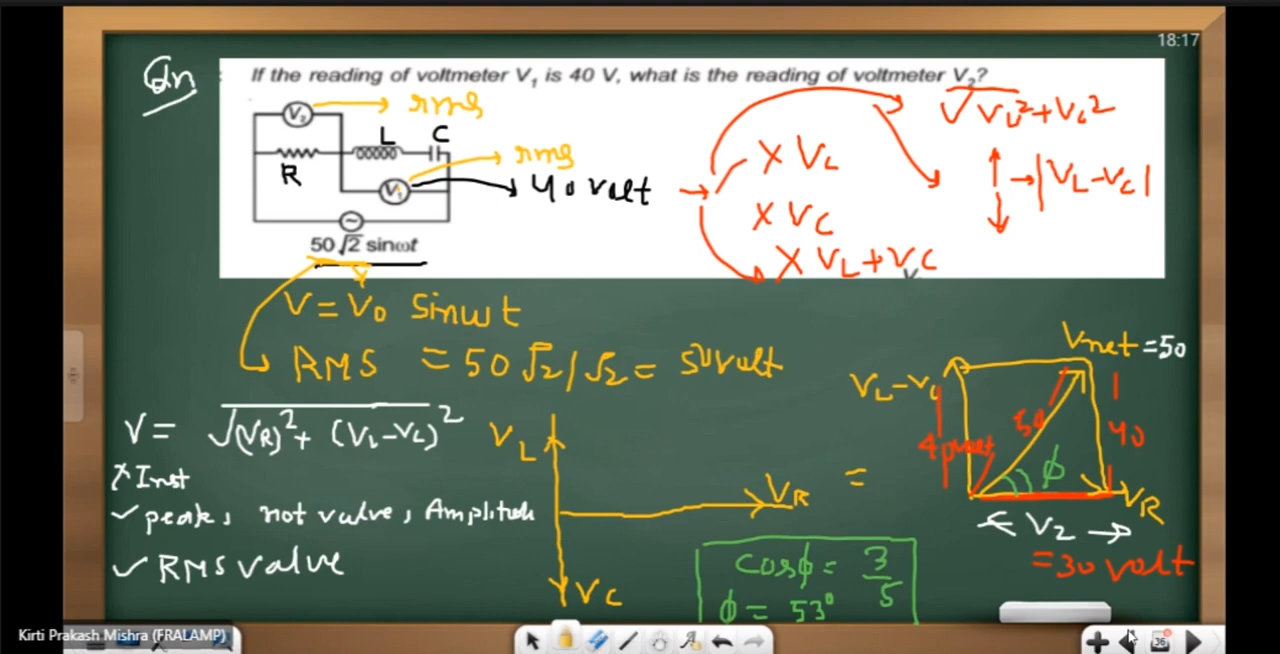 18:17
Qn
If the reading of voltmeter V₁ is 40 V, what is the reading of voltmeter V₂?
V₂ → rms
L C
R
V₁ → rms
→ 40 volt
50√2 sinωt
√VL²+VC²
× VL
× VC
× VL+VC
→ |VL-VC|
V = V₀ sinωt
RMS = 50√2/√2 = 50 volt
V = √(VR)²+(VL-VC)²
× Inst
✓ peak, not value, Amplitude
✓ RMS value
VL
VR
VC
=
Vnet = 50
VL-VC
50
40
ϕ
VR
← V2 →
= 30 volt
cosϕ = 3/5
ϕ = 53°
Kirti Prakash Mishra (FRALAMP)
36